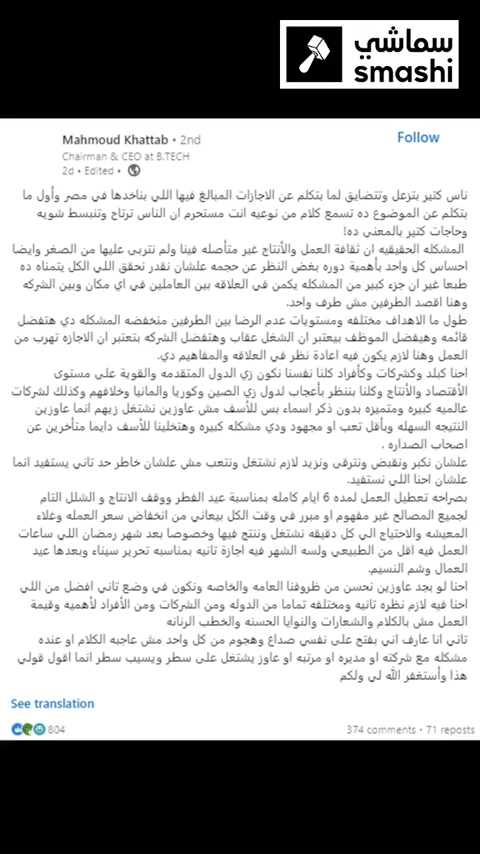 سماشي
smashi
Mahmoud Khattab • 2nd
Follow
Chairman & CEO at B.TECH
2d • Edited •
ناس كتير بتزعل وتتضايق لما بتكلم عن الاجازات المبالغ فيها اللي بناخدها في مصر وأول ما
بتكلم عن الموضوع ده تسمع كلام من نوعيه انت مستحرم ان الناس ترتاح وتنبسط شويه
وحاجات كتير بالمعني ده!
المشكله الحقيقيه ان ثقافة العمل والأنتاج غير متأصله فينا ولم نتربى عليها من الصغر وايضا
احساس كل واحد بأهمية دوره بغض النظر عن حجمه علشان نقدر نحقق اللي الكل يتمناه ده
طبعا غير ان جزء كبير من المشكله يكمن في العلاقه بين العاملين في اي مكان وبين الشركه
وهنا اقصد الطرفين مش طرف واحد.
طول ما الاهداف مختلفه ومستويات عدم الرضا بين الطرفين منخفضه المشكله دي هتفضل
قائمه وهيفضل الموظف بيعتبر ان الشغل عقاب وهتفضل الشركه بتعتبر ان الاجازه تهرب من
العمل وهنا لازم يكون فيه اعادة نظر في العلاقه والمفاهيم دي.
احنا كبلد وكشركات وكأفراد كلنا نفسنا نكون زي الدول المتقدمه والقوية على مستوى
الأقتصاد والأنتاج وكلنا بننظر بأعجاب لدول زي الصين وكوريا والمانيا وخلافهم وكذلك لشركات
عالميه كبيره ومتميزه بدون ذكر اسماء بس للأسف مش عاوزين نشتغل زيهم انما عاوزين
النتيجه السهله وبأقل تعب او مجهود ودي مشكله كبيره وهتخلينا للأسف دايما متأخرين عن
اصحاب الصداره .
علشان نكبر ونقبض ونترقى ونزيد لازم نشتغل ونتعب مش علشان خاطر حد تاني يستفيد انما
علشان احنا اللي نستفيد.
بصراحه تعطيل العمل لمده 6 ايام كامله بمناسبة عيد الفطر ووقف الانتاج و الشلل التام
لجميع المصالح غير مفهوم او مبرر في وقت الكل بيعاني من انخفاض سعر العمله وغلاء
المعيشه والاحتياج الي كل دقيقه نشتغل وننتج فيها وخصوصا بعد شهر رمضان اللي ساعات
العمل فيه اقل من الطبيعي ولسه الشهر فيه اجازة تانيه بمناسبه تحرير سيناء وبعدها عيد
العمال وشم النسيم.
احنا لو بجد عاوزين نحسن من ظروفنا العامه والخاصه ونكون في وضع تاني افضل من اللي
احنا فيه لازم نظره تانيه ومختلفه تماما من الدوله ومن الشركات ومن الأفراد لأهميه وقيمة
العمل مش بالكلام والشعارات والنوايا الحسنه والخطب الرنانه
تاني انا عارف اني بفتح على نفسي صداع وهجوم من كل واحد مش عاجبه الكلام او عنده
مشكله مع شركته او مديره او مرتبه او عاوز يشتغل على سطر ويسيب سطر انما اقول قولي
هذا وأستغفر الله لي ولكم
See translation
804
374 comments • 71 reposts